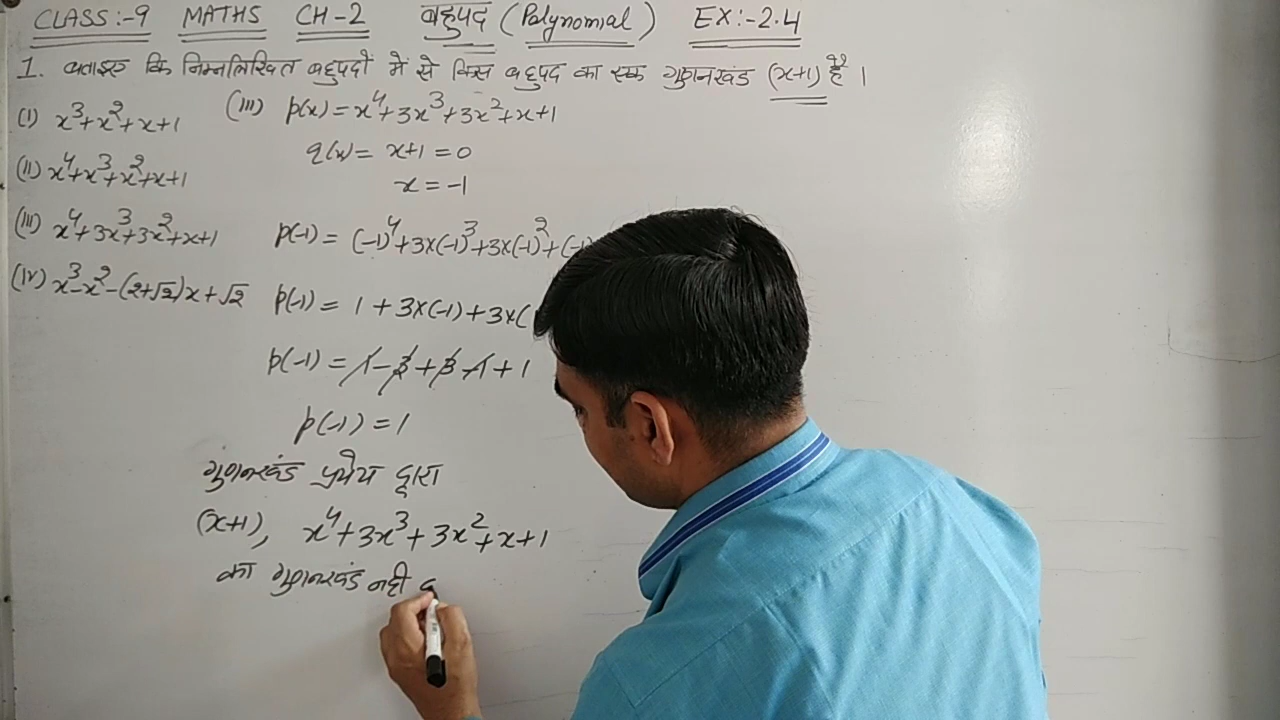 CLASS:-9 MATHS CH-2 बहुपद (Polynomial) EX:-2.4
1. बताइए कि निम्नलिखित बहुपदों में से किस बहुपद का एक गुणनखंड (x+1) है ।
(i) x³+x²+x+1
(ii) x⁴+x³+x²+x+1
(iii) x⁴+3x³+3x²+x+1
(iv) x³-x²-(2+√2)x+√2
(iii) p(x)=x⁴+3x³+3x²+x+1
q(x)= x+1=0
x=-1
p(-1)= (-1)⁴+3x(-1)³+3x(-1)²+(-1)
p(-1)= 1+3x(-1)+3x(
p(-1)=1-3+3-1+1
p(-1)=1
गुणनखंड प्रमेय द्वारा
(x+1), x⁴+3x³+3x²+x+1
का गुणनखंड नही